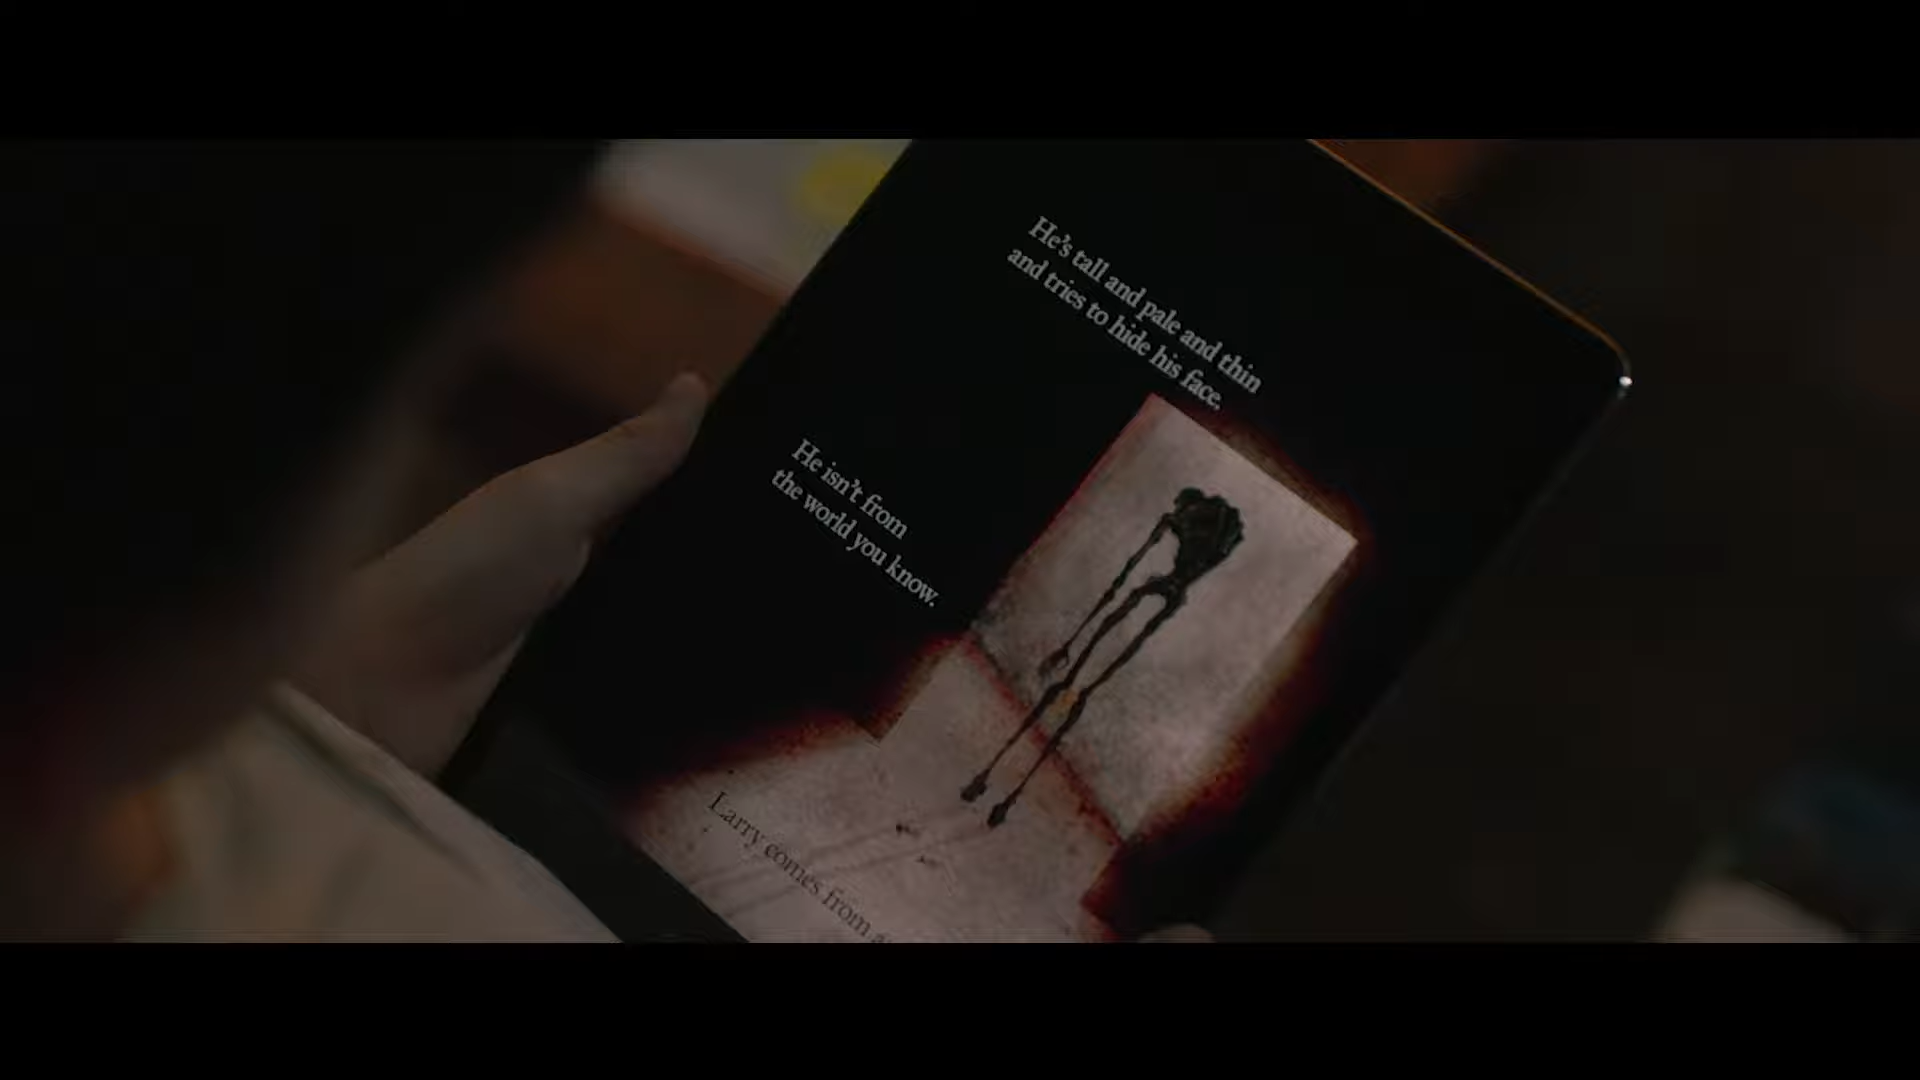 He's tall and pale and thin
and tries to hide his face.
He isn't from
the world you know.
Larry comes from